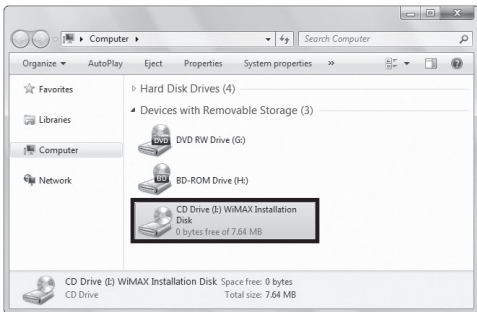 Computer
Search Computer
Organize
AutoPlay
Eject
Properties
System properties
»
Favorites
Libraries
Computer
Network
Hard Disk Drives (4)
Devices with Removable Storage (3)
DVD RW Drive (G:)
BD-ROM Drive (H:)
CD Drive (I:) WiMAX Installation
Disk
0 bytes free of 7.64 MB
CD Drive (I:) WiMAX Installation Disk Space free: 0 bytes
CD Drive Total size: 7.64 MB